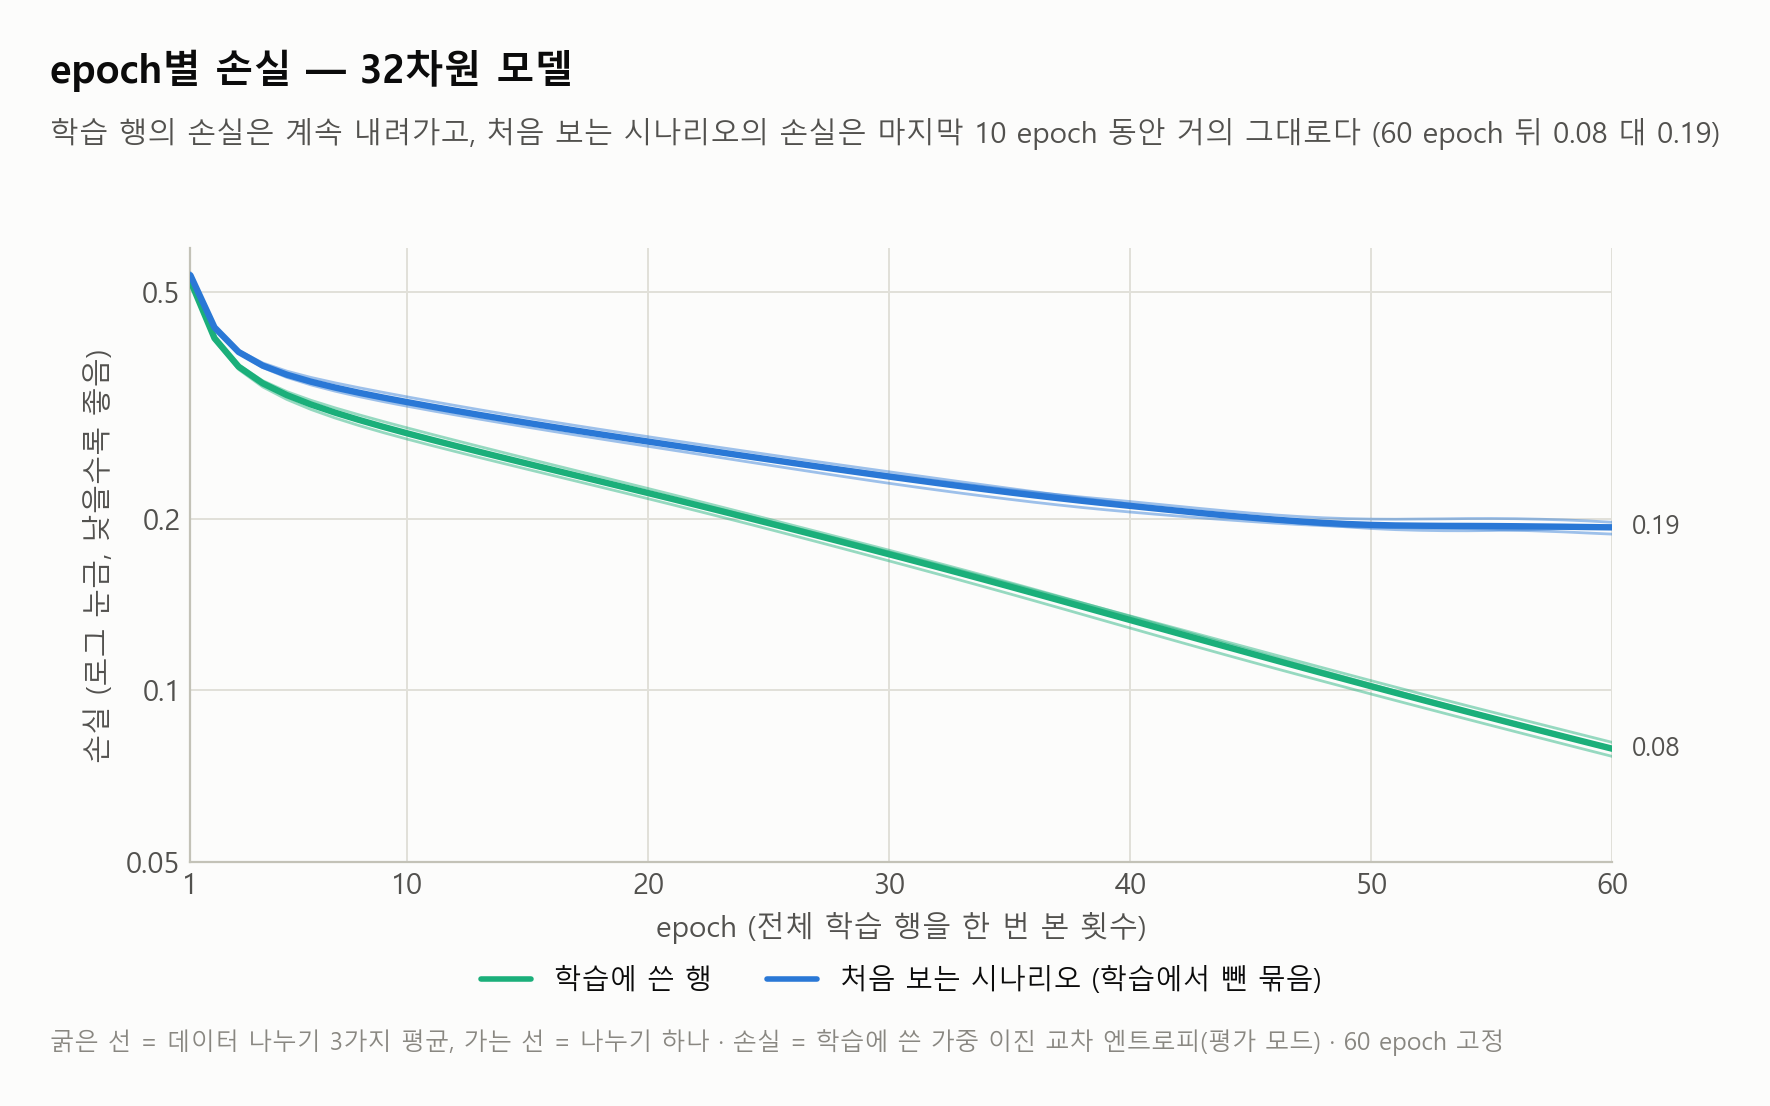 epoch별 손실 — 32차원 모델
학습 행의 손실은 계속 내려가고, 처음 보는 시나리오의 손실은 마지막 10 epoch 동안 거의 그대로다 (60 epoch 뒤 0.08 대 0.19)
손실 (로그 눈금, 낮을수록 좋음)
0.5
0.2
0.1
0.05
0.19
0.08
1 10 20 30 40 50 60
epoch (전체 학습 행을 한 번 본 횟수)
학습에 쓴 행 처음 보는 시나리오 (학습에서 뺀 묶음)
굵은 선 = 데이터 나누기 3가지 평균, 가는 선 = 나누기 하나 · 손실 = 학습에 쓴 가중 이진 교차 엔트로피(평가 모드) · 60 epoch 고정